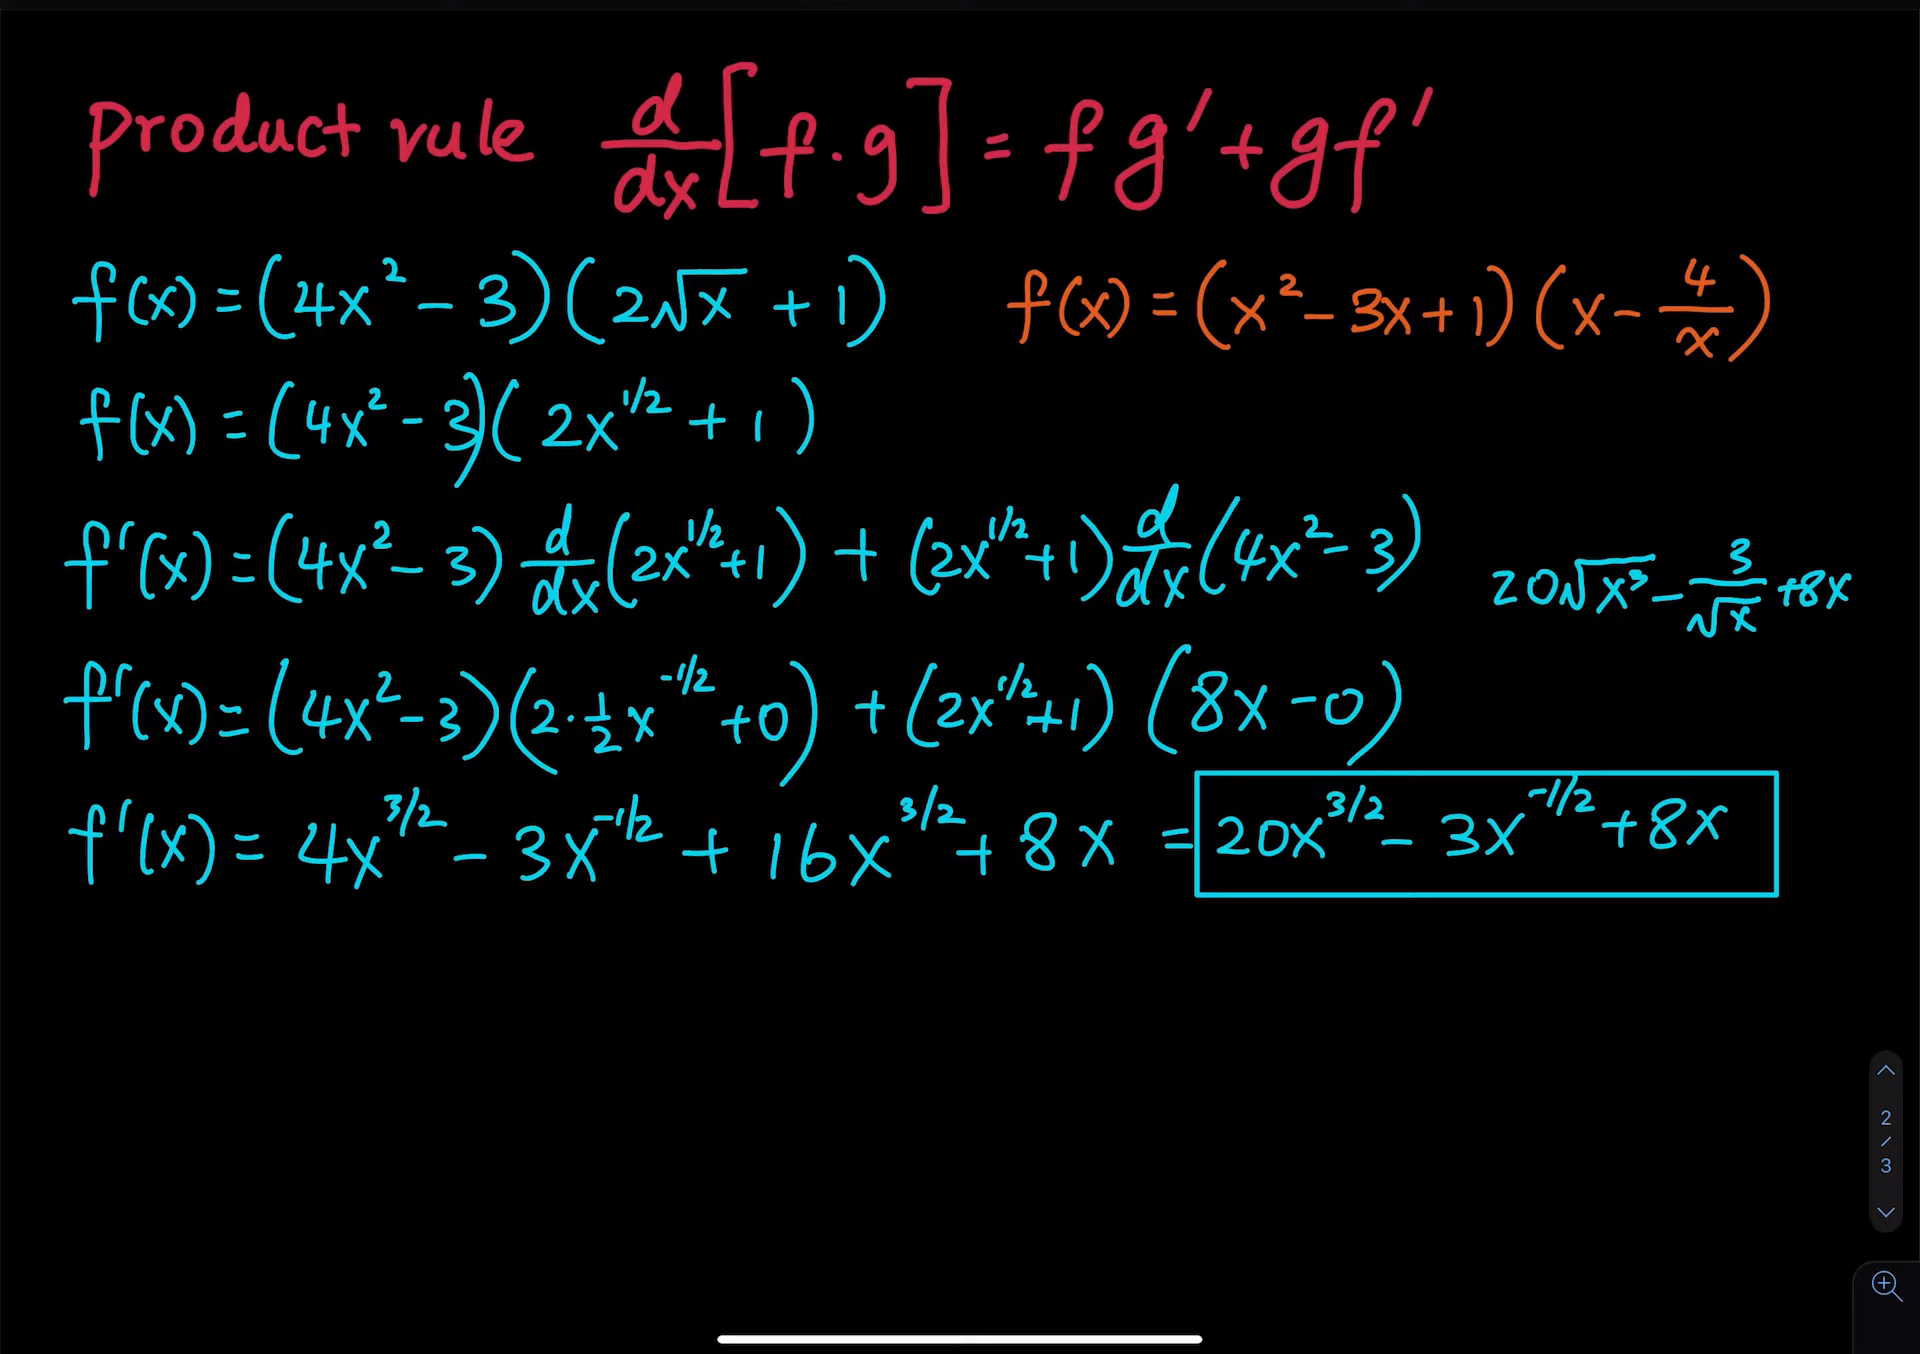 product rule d/dx [f · g] = f g′ + g f′
f(x) = (4x² − 3)(2√x + 1)
f(x) = (x² − 3x + 1)(x − 4/x)
f(x) = (4x² − 3)(2x^1/2 + 1)
f′(x) = (4x² − 3) d/dx (2x^1/2 + 1) + (2x^1/2 + 1) d/dx (4x² − 3)
20√x³ − 3/√x + 8x
f′(x) = (4x² − 3)(2 · 1/2 x^-1/2 + 0) + (2x^1/2 + 1)(8x − 0)
f′(x) = 4x^3/2 − 3x^-1/2 + 16x^3/2 + 8x = 20x^3/2 − 3x^-1/2 + 8x
2
/
3